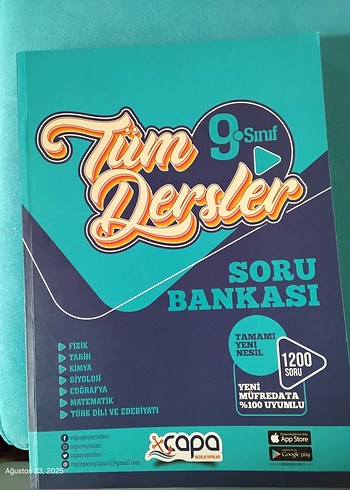 Tüm
Dersler
9. Sınıf
SORU
BANKASI
TAMAMI
YENİ
NESİL
1200
SORU
YENİ
MÜFREDATA
%100 UYUMLU
FİZİK
TARİH
KİMYA
BİYOLOJİ
COĞRAFYA
MATEMATİK
TÜRK DİLİ VE EDEBİYATI
çapa
App Store
Google play
Ağustos 23, 2025